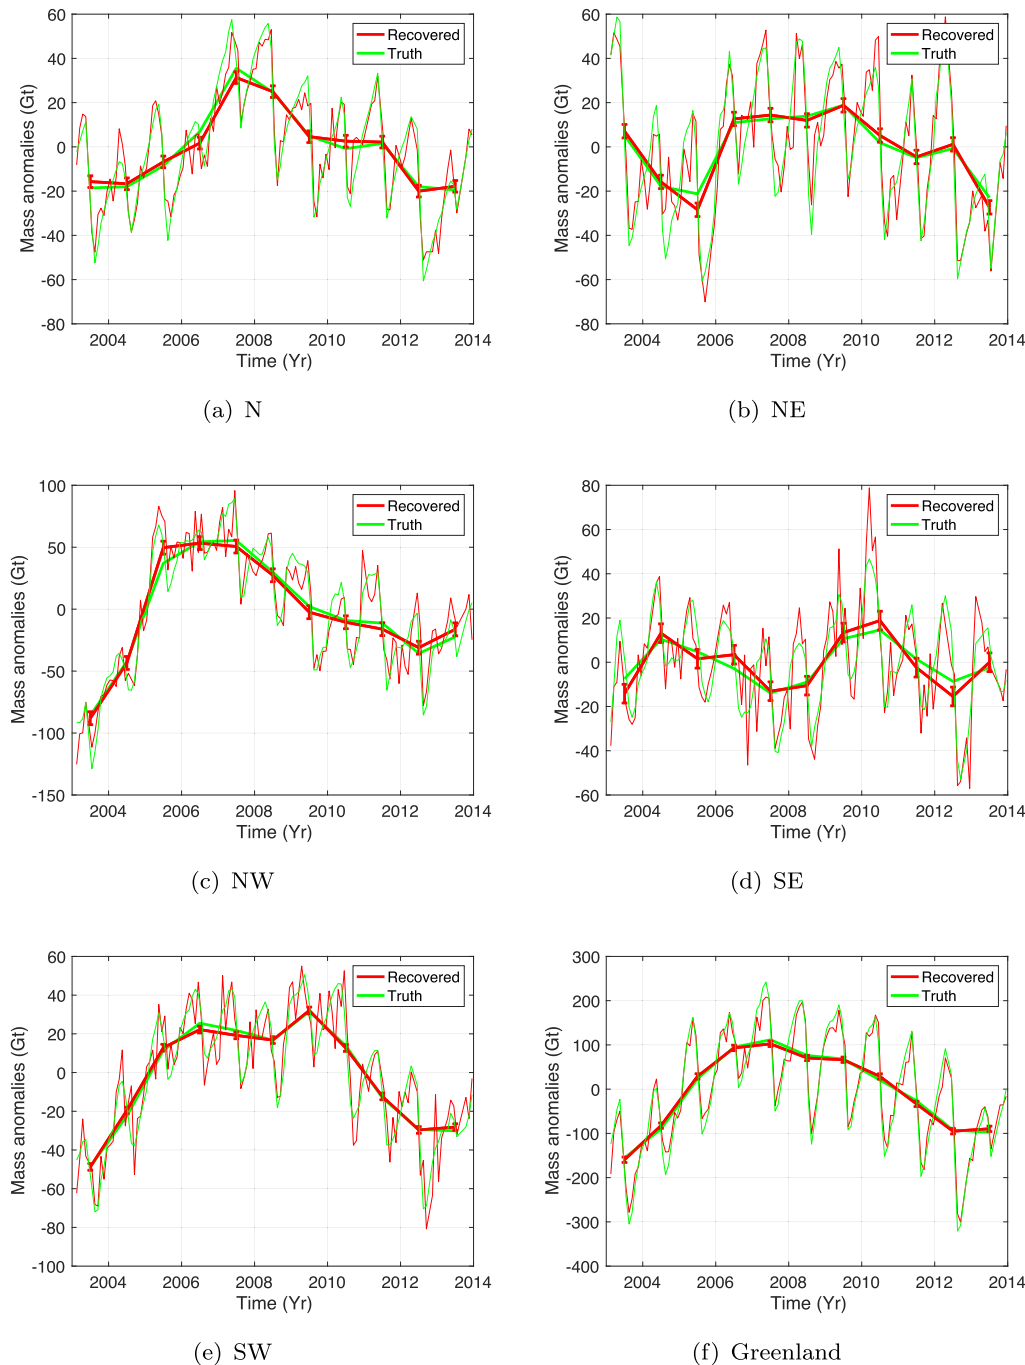 60
40
20
0
-20
-40
-60
-80
Mass anomalies (Gt)
Recovered
Truth
2004 2006 2008 2010 2012 2014
Time (Yr)
(a) N
60
40
20
0
-20
-40
-60
-80
Mass anomalies (Gt)
Recovered
Truth
2004 2006 2008 2010 2012 2014
Time (Yr)
(b) NE
100
50
0
-50
-100
-150
Mass anomalies (Gt)
Recovered
Truth
2004 2006 2008 2010 2012 2014
Time (Yr)
(c) NW
80
60
40
20
0
-20
-40
-60
Mass anomalies (Gt)
Recovered
Truth
2004 2006 2008 2010 2012 2014
Time (Yr)
(d) SE
60
40
20
0
-20
-40
-60
-80
-100
Mass anomalies (Gt)
Recovered
Truth
2004 2006 2008 2010 2012 2014
Time (Yr)
(e) SW
300
200
100
0
-100
-200
-300
-400
Mass anomalies (Gt)
Recovered
Truth
2004 2006 2008 2010 2012 2014
Time (Yr)
(f) Greenland